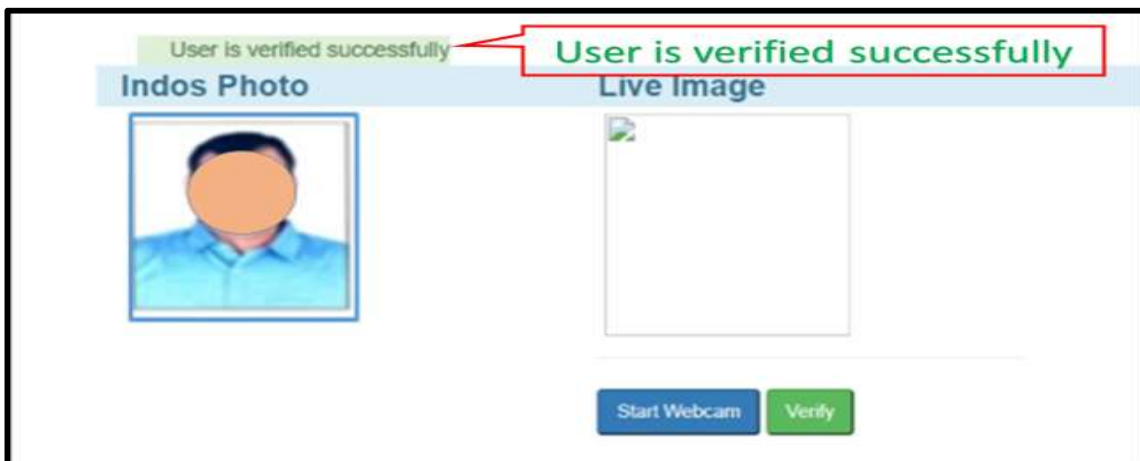 User is verified successfully
User is verified successfully
Indos Photo
Live Image
Start Webcam
Verify